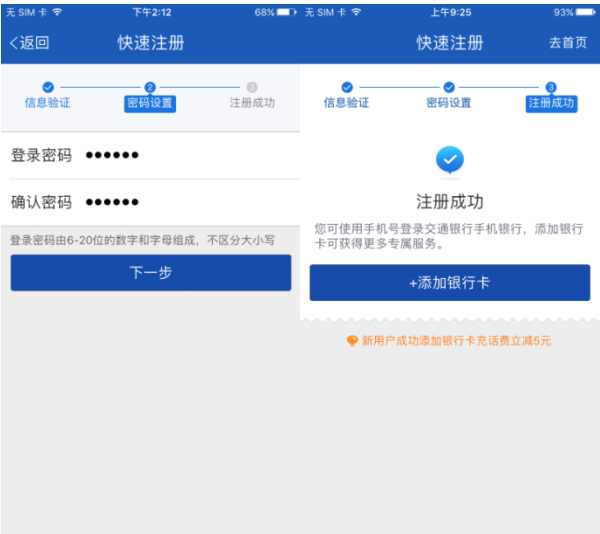 无 SIM 卡
下午2:12
68%
返回
快速注册
2
3
信息验证
密码设置
注册成功
登录密码 ●●●●●●
确认密码 ●●●●●●
登录密码由6-20位的数字和字母组成，不区分大小写
下一步
无 SIM 卡
上午9:25
93%
快速注册
去首页
3
信息验证
密码设置
注册成功
注册成功
您可使用手机号登录交通银行手机银行，添加银行
卡可获得更多专属服务。
+添加银行卡
新用户成功添加银行卡充话费立减5元